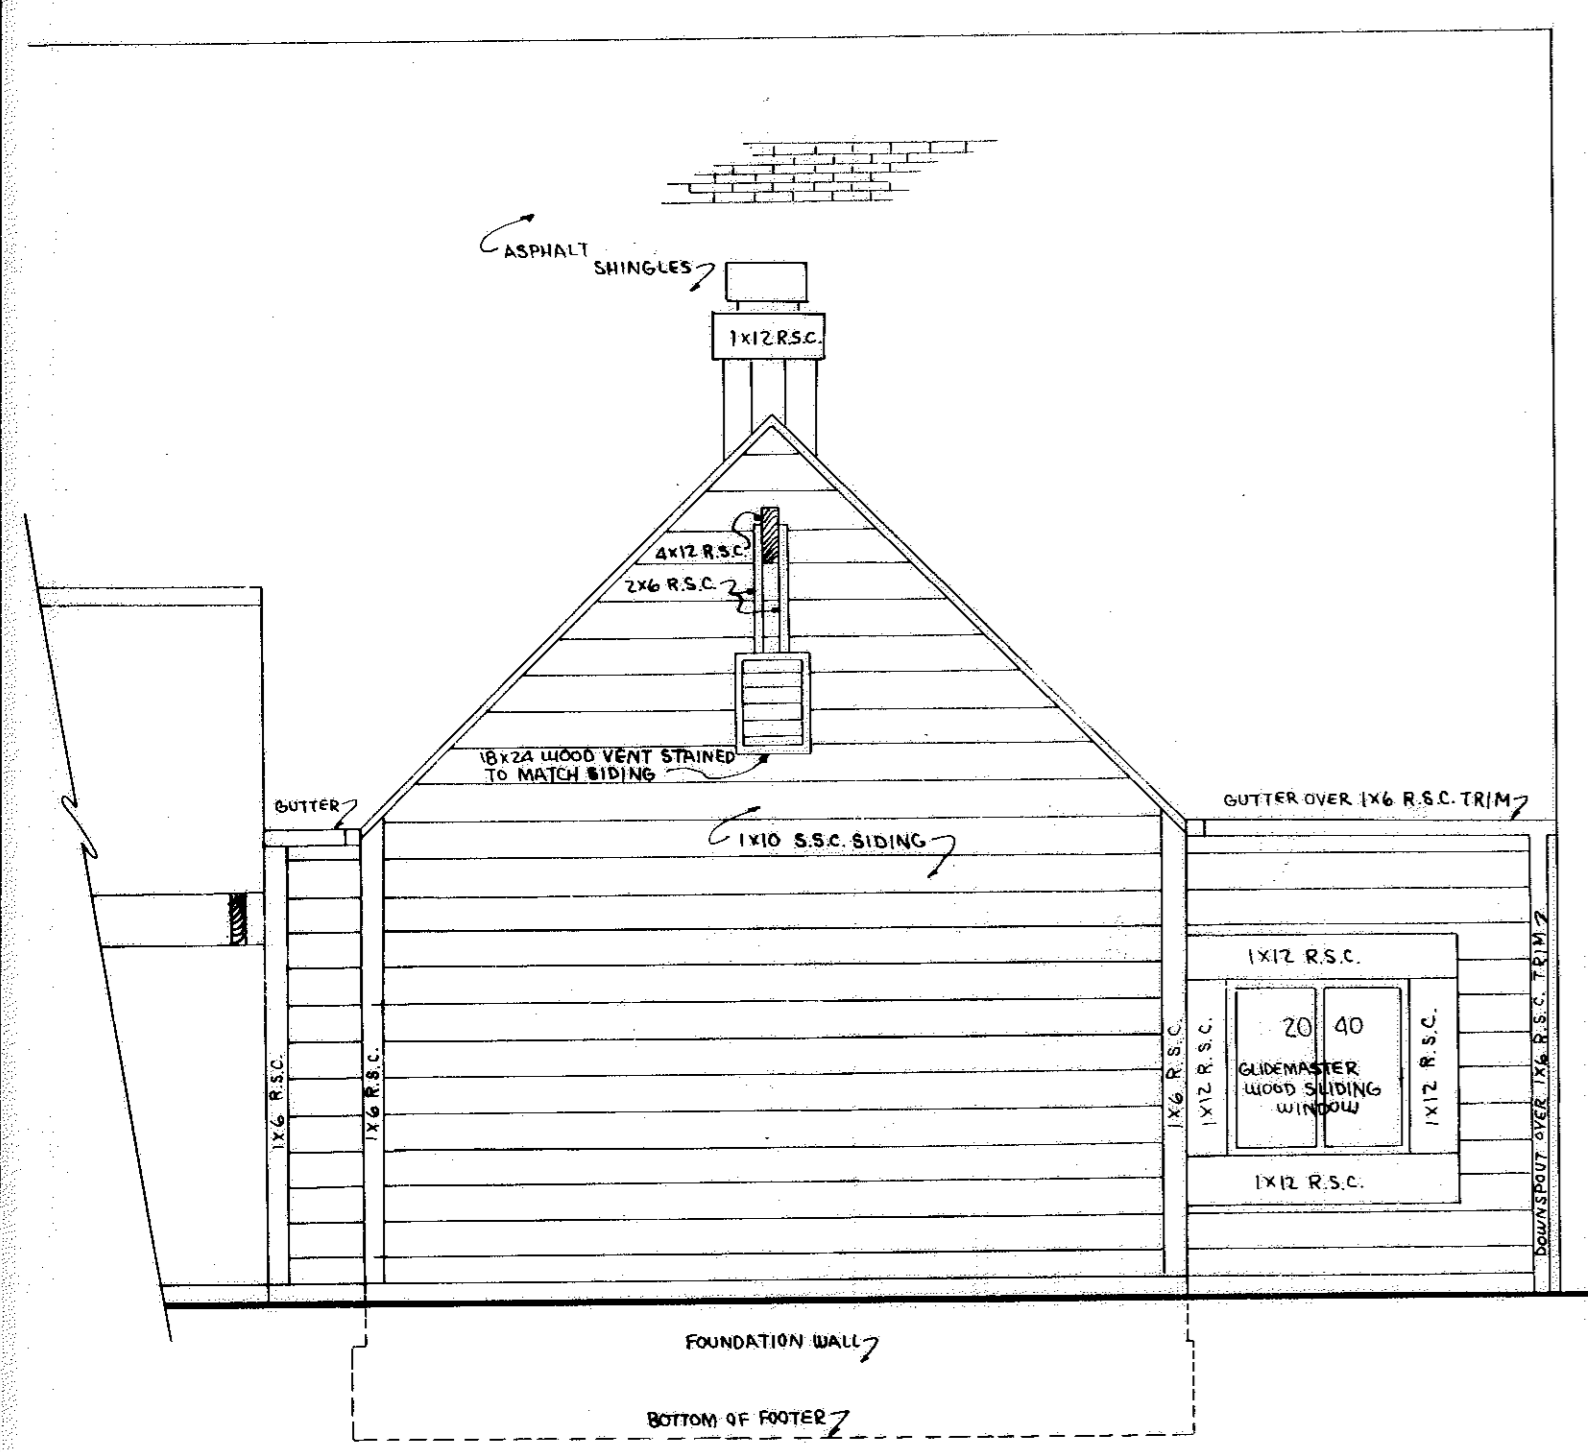 ASPHALT
SHINGLES
1X12 R.S.C.
4X12 R.S.C.
2X6 R.S.C.
18X24 WOOD VENT STAINED
TO MATCH SIDING
GUTTER
GUTTER OVER 1X6 R.S.C. TRIM
1X10 S.S.C. SIDING
1X6 R.S.C.
1X6 R.S.C.
1X6 R.S.C.
1X12 R.S.C.
1X12 R.S.C.
20 40
GLIDEMASTER
WOOD SLIDING
WINDOW
1X12 R.S.C.
1X12 R.S.C.
DOWNSPOUT OVER 1X6 R.S.C. TRIM
FOUNDATION WALL
BOTTOM OF FOOTER